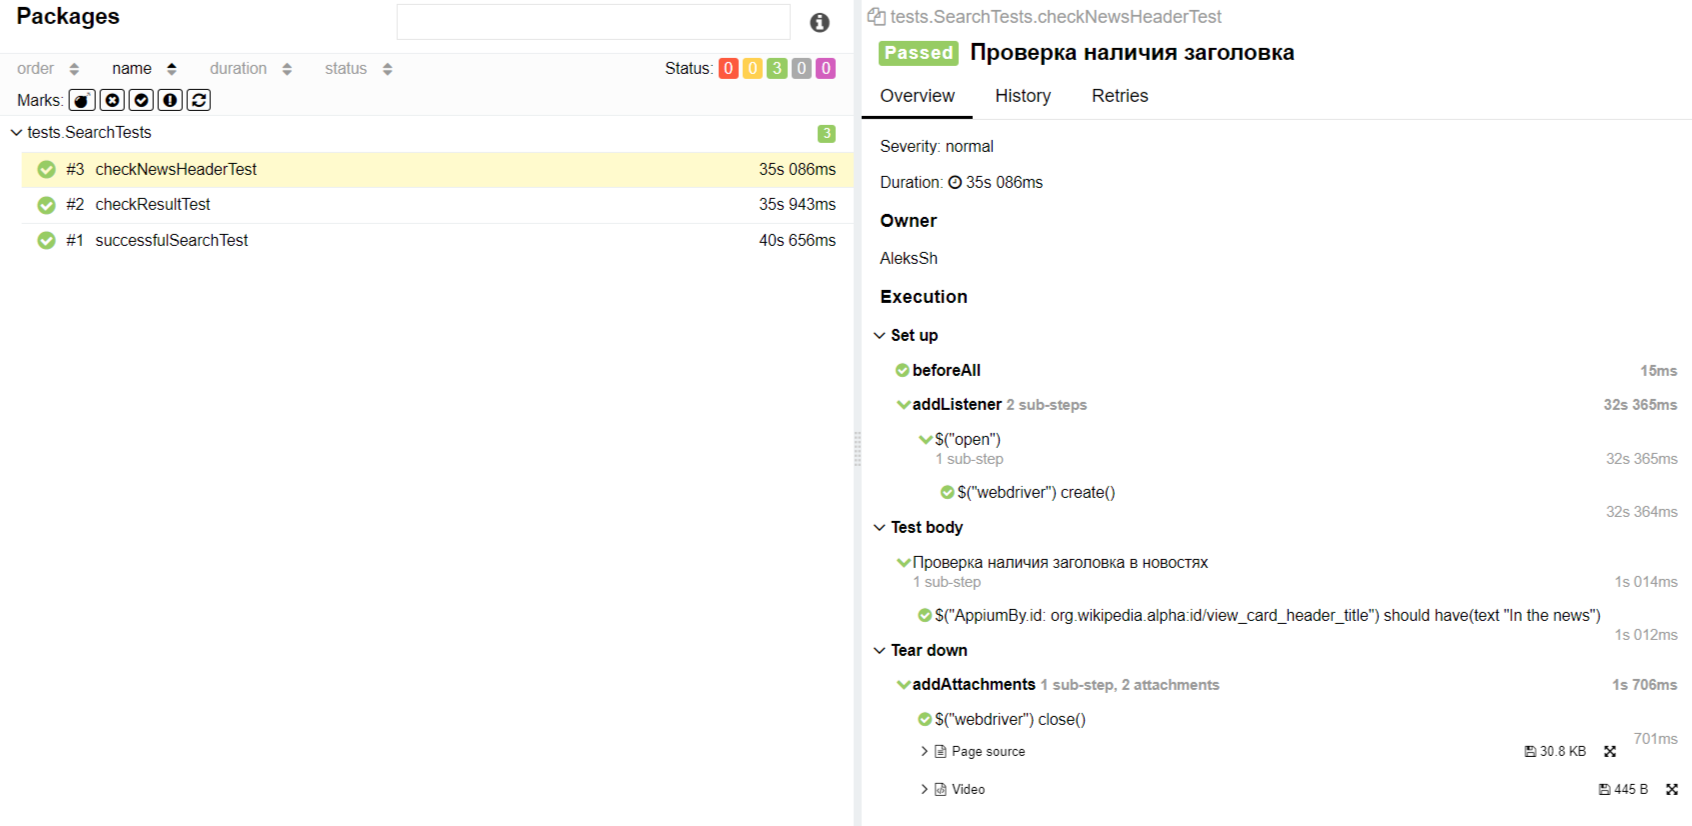 Packages
order name duration status
Status: 0 0 3 0 0
Marks:
tests.SearchTests 3
#3 checkNewsHeaderTest 35s 086ms
#2 checkResultTest 35s 943ms
#1 successfulSearchTest 40s 656ms
tests.SearchTests.checkNewsHeaderTest
Passed Проверка наличия заголовка
Overview History Retries
Severity: normal
Duration: 35s 086ms
Owner
AleksSh
Execution
Set up
beforeAll 15ms
addListener 2 sub-steps 32s 365ms
$("open")
1 sub-step 32s 365ms
$("webdriver") create()
32s 364ms
Test body
Проверка наличия заголовка в новостях
1 sub-step 1s 014ms
$("AppiumBy.id: org.wikipedia.alpha:id/view_card_header_title") should have(text "In the news")
1s 012ms
Tear down
addAttachments 1 sub-step, 2 attachments 1s 706ms
$("webdriver") close()
701ms
Page source 30.8 KB
Video 445 B